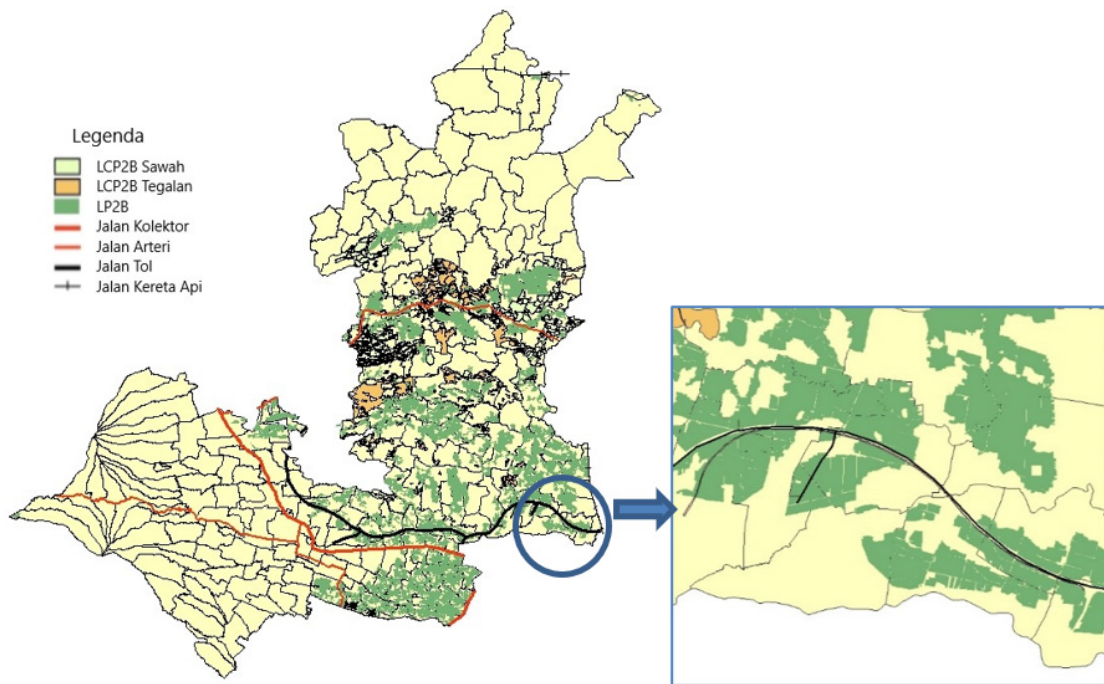 Legenda
LCP2B Sawah
LCP2B Tegalan
LP2B
Jalan Kolektor
Jalan Arteri
Jalan Tol
Jalan Kereta Api